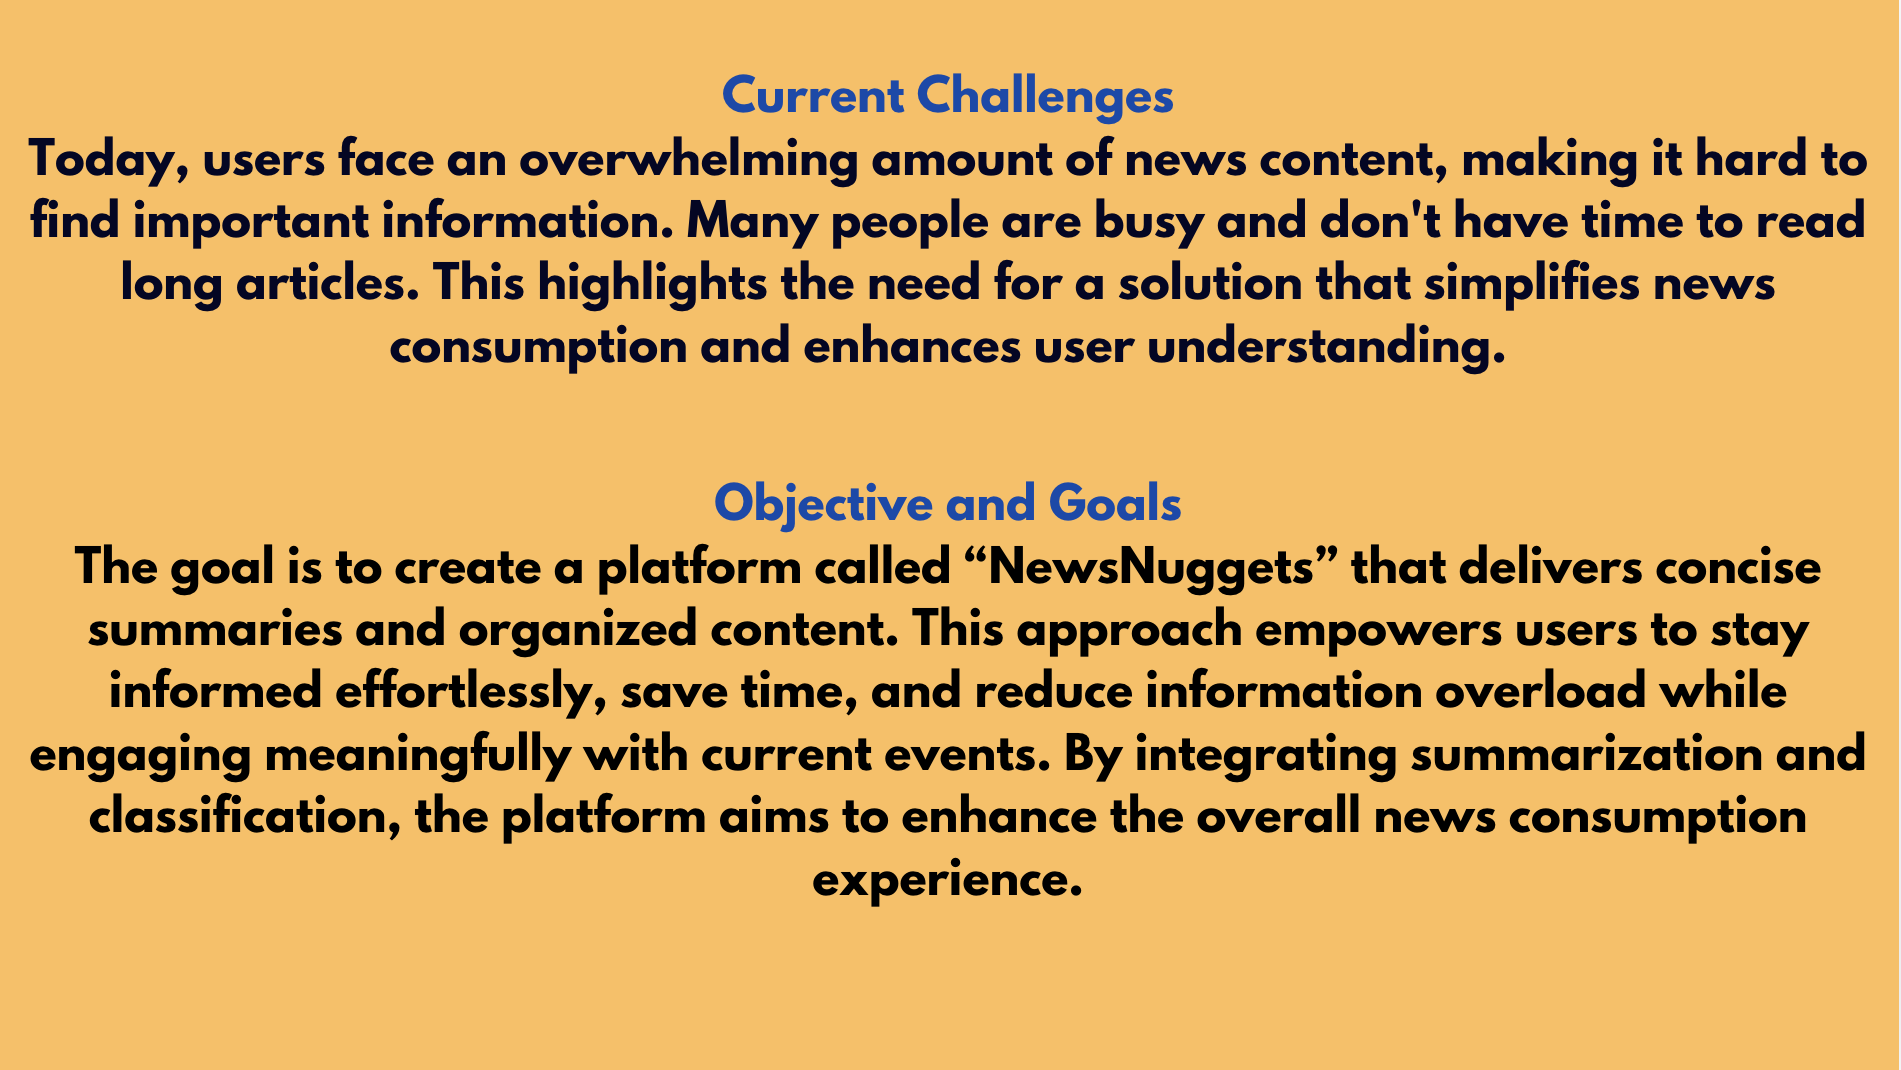 Current Challenges
Today, users face an overwhelming amount of news content, making it hard to
find important information. Many people are busy and don't have time to read
long articles. This highlights the need for a solution that simplifies news
consumption and enhances user understanding.
Objective and Goals
The goal is to create a platform called “NewsNuggets” that delivers concise
summaries and organized content. This approach empowers users to stay
informed effortlessly, save time, and reduce information overload while
engaging meaningfully with current events. By integrating summarization and
classification, the platform aims to enhance the overall news consumption
experience.